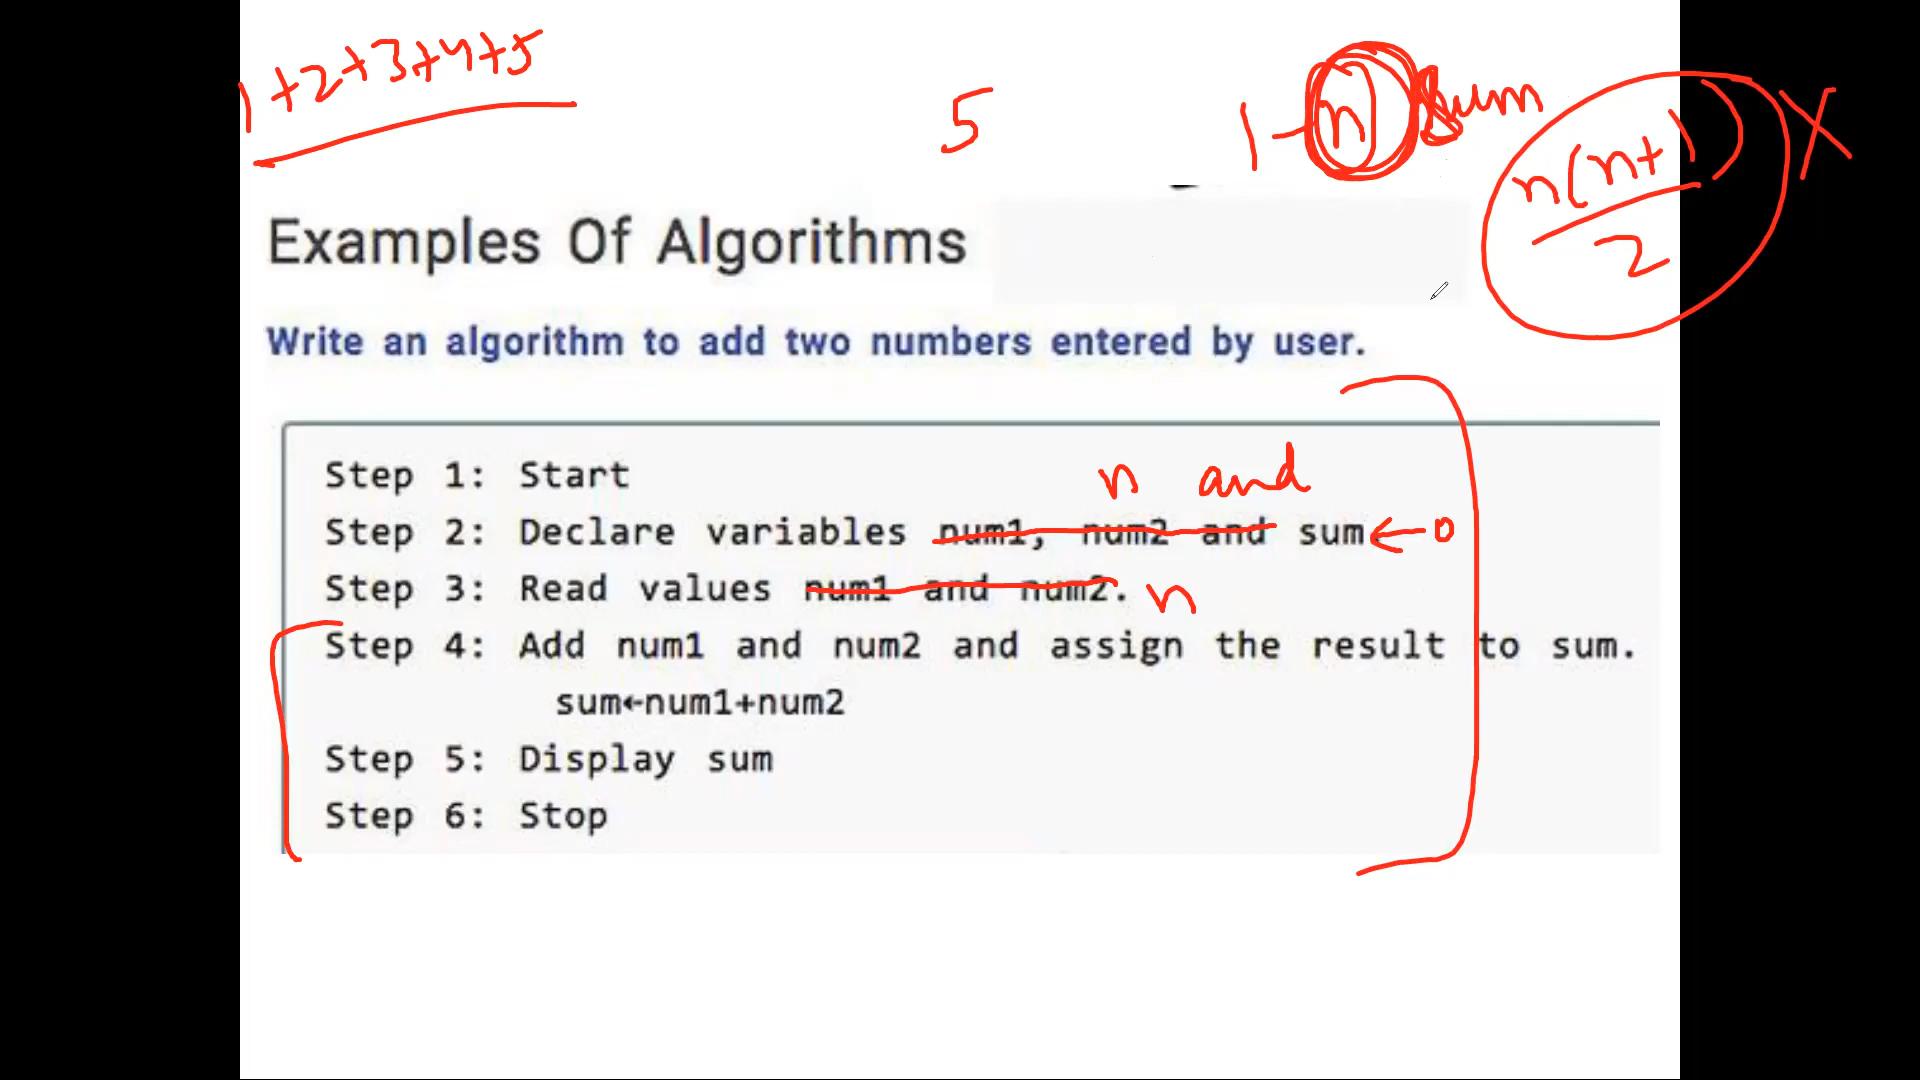 1+2+3+4+5
5
1-n sum
n(n+1)
2
X
Examples Of Algorithms
Write an algorithm to add two numbers entered by user.
Step 1: Start
n and
Step 2: Declare variables num1, num2 and sum ← 0
Step 3: Read values num1 and num2. n
Step 4: Add num1 and num2 and assign the result to sum.
sum←num1+num2
Step 5: Display sum
Step 6: Stop